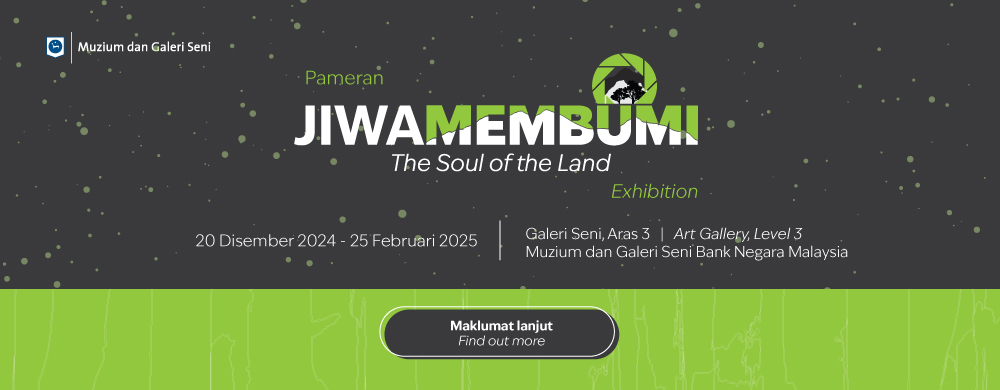 Muzium dan Galeri Seni
Pameran
JIWAMEMBUMI
The Soul of the Land
Exhibition
20 Disember 2024 - 25 Februari 2025
Galeri Seni, Aras 3 | Art Gallery, Level 3
Muzium dan Galeri Seni Bank Negara Malaysia
Maklumat lanjut
Find out more